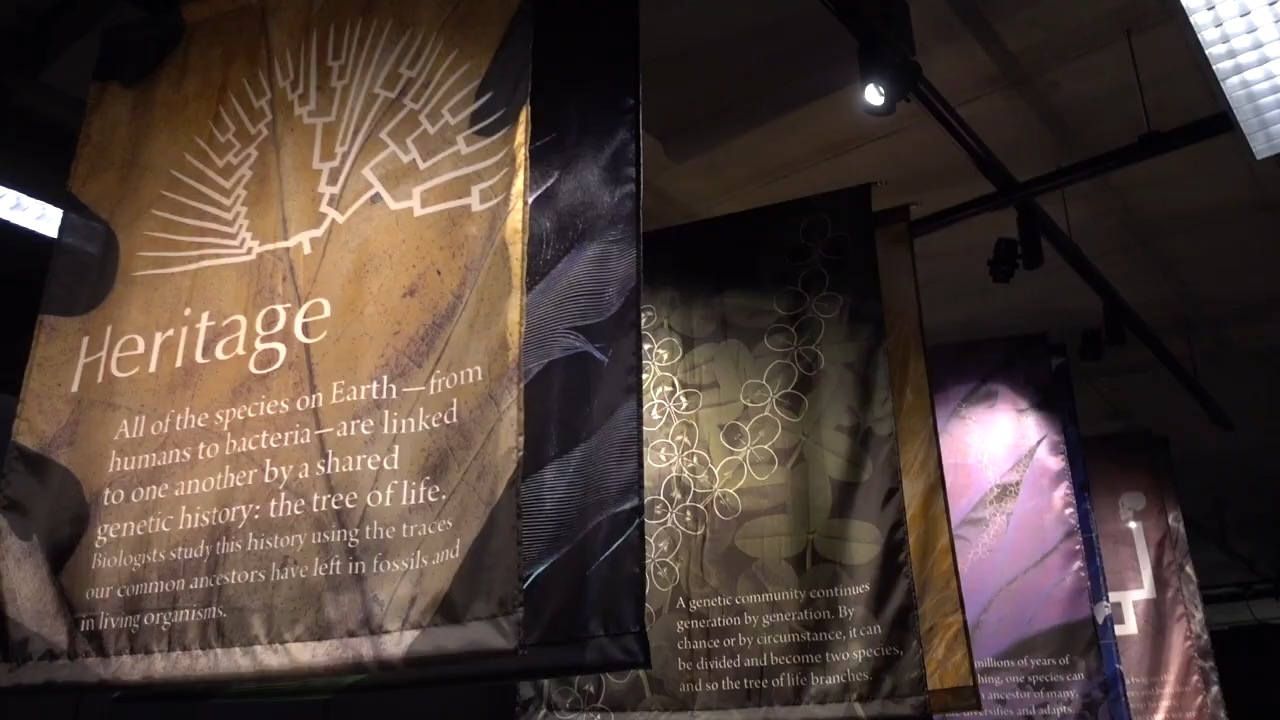 Heritage
All of the species on Earth—from
humans to bacteria—are linked
to one another by a shared
genetic history: the tree of life.
Biologists study this history using the traces
our common ancestors have left in fossils and
in living organisms.
A genetic community continues
generation by generation. By
chance or by circumstance, it can
be divided and become two species,
and so the tree of life branches.
millions of years of
one species can
ancestor of many.
diversifies and adapts.